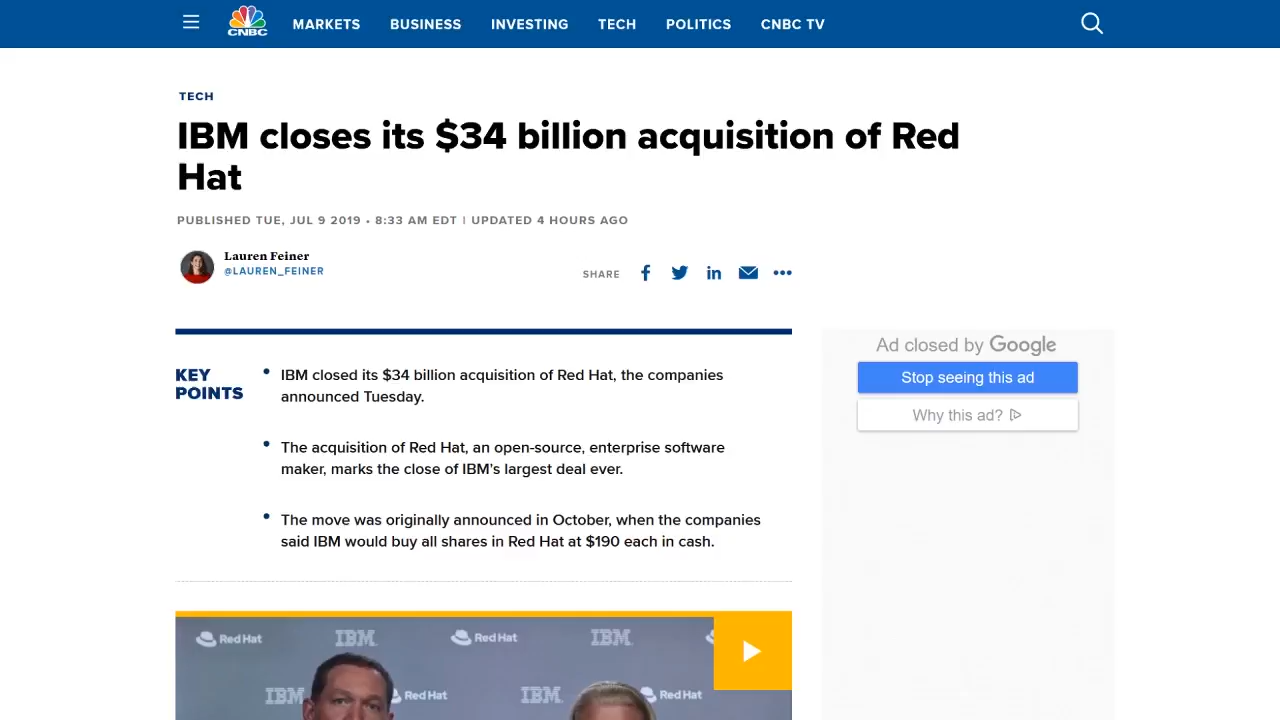 CNBC
MARKETS BUSINESS INVESTING TECH POLITICS CNBC TV
TECH
IBM closes its $34 billion acquisition of Red
Hat
PUBLISHED TUE, JUL 9 2019 • 8:33 AM EDT | UPDATED 4 HOURS AGO
Lauren Feiner
@LAUREN_FEINER
SHARE
KEY
POINTS
• IBM closed its $34 billion acquisition of Red Hat, the companies
announced Tuesday.
• The acquisition of Red Hat, an open-source, enterprise software
maker, marks the close of IBM’s largest deal ever.
• The move was originally announced in October, when the companies
said IBM would buy all shares in Red Hat at $190 each in cash.
Ad closed by Google
Stop seeing this ad
Why this ad?
Red Hat IBM Red Hat IBM
IBM Red Hat IBM Red Hat